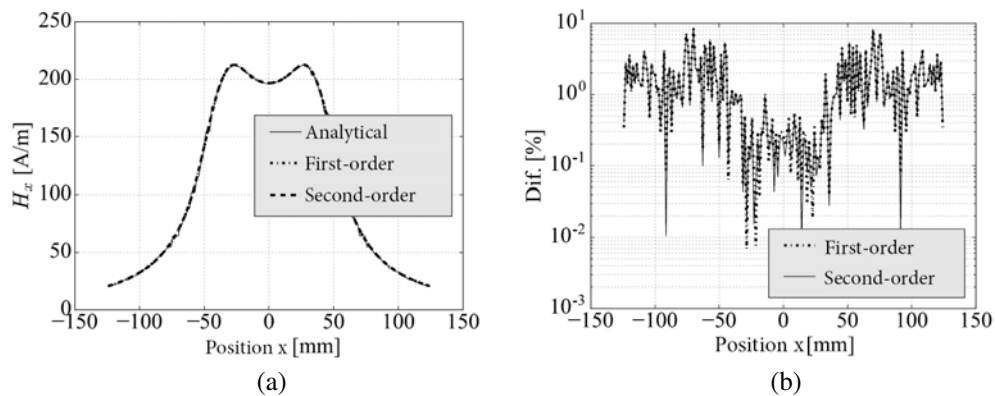 250
200
150
100
50
0
H_x [A/m]
Analytical
First-order
Second-order
−150 −100 −50 0 50 100 150
Position x [mm]
(a)
10^1
10^0
10^-1
10^-2
10^-3
Dif. [%]
First-order
Second-order
−150 −100 −50 0 50 100 150
Position x [mm]
(b)